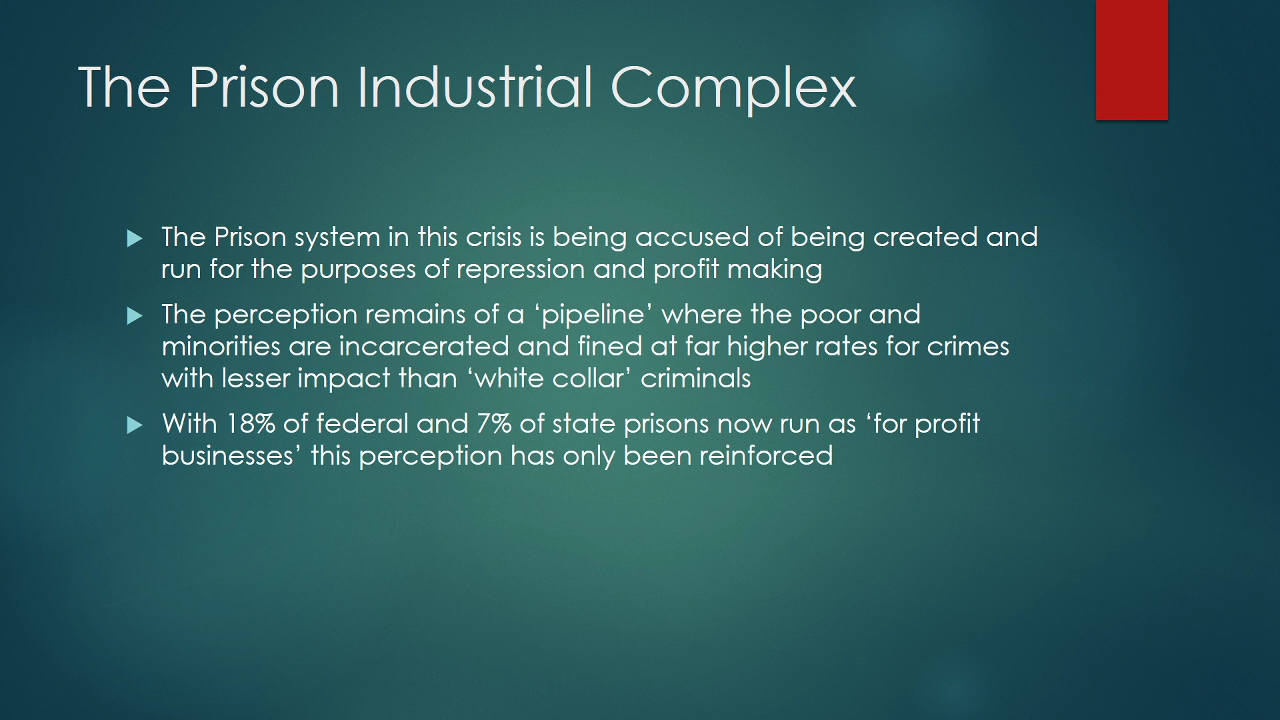 The Prison Industrial Complex
The Prison system in this crisis is being accused of being created and
run for the purposes of repression and profit making
The perception remains of a ‘pipeline’ where the poor and
minorities are incarcerated and fined at far higher rates for crimes
with lesser impact than ‘white collar’ criminals
With 18% of federal and 7% of state prisons now run as ‘for profit
businesses’ this perception has only been reinforced